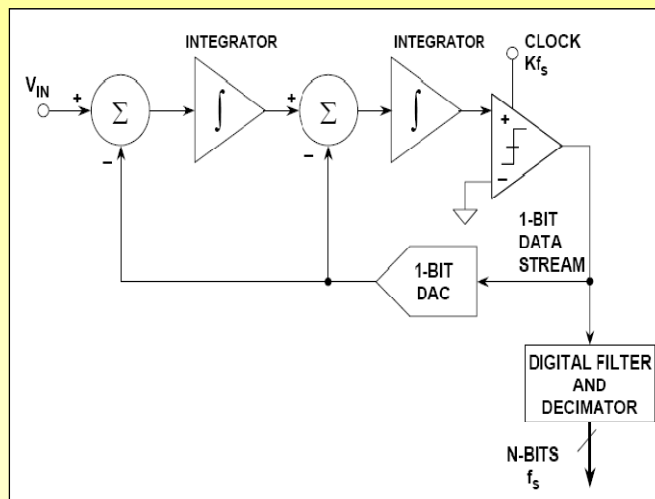 INTEGRATOR
INTEGRATOR
CLOCK
Kfs
VIN
+
Σ
−
∫
+
Σ
−
∫
+
−
1-BIT
DATA
STREAM
1-BIT
DAC
DIGITAL FILTER
AND
DECIMATOR
N-BITS
fs